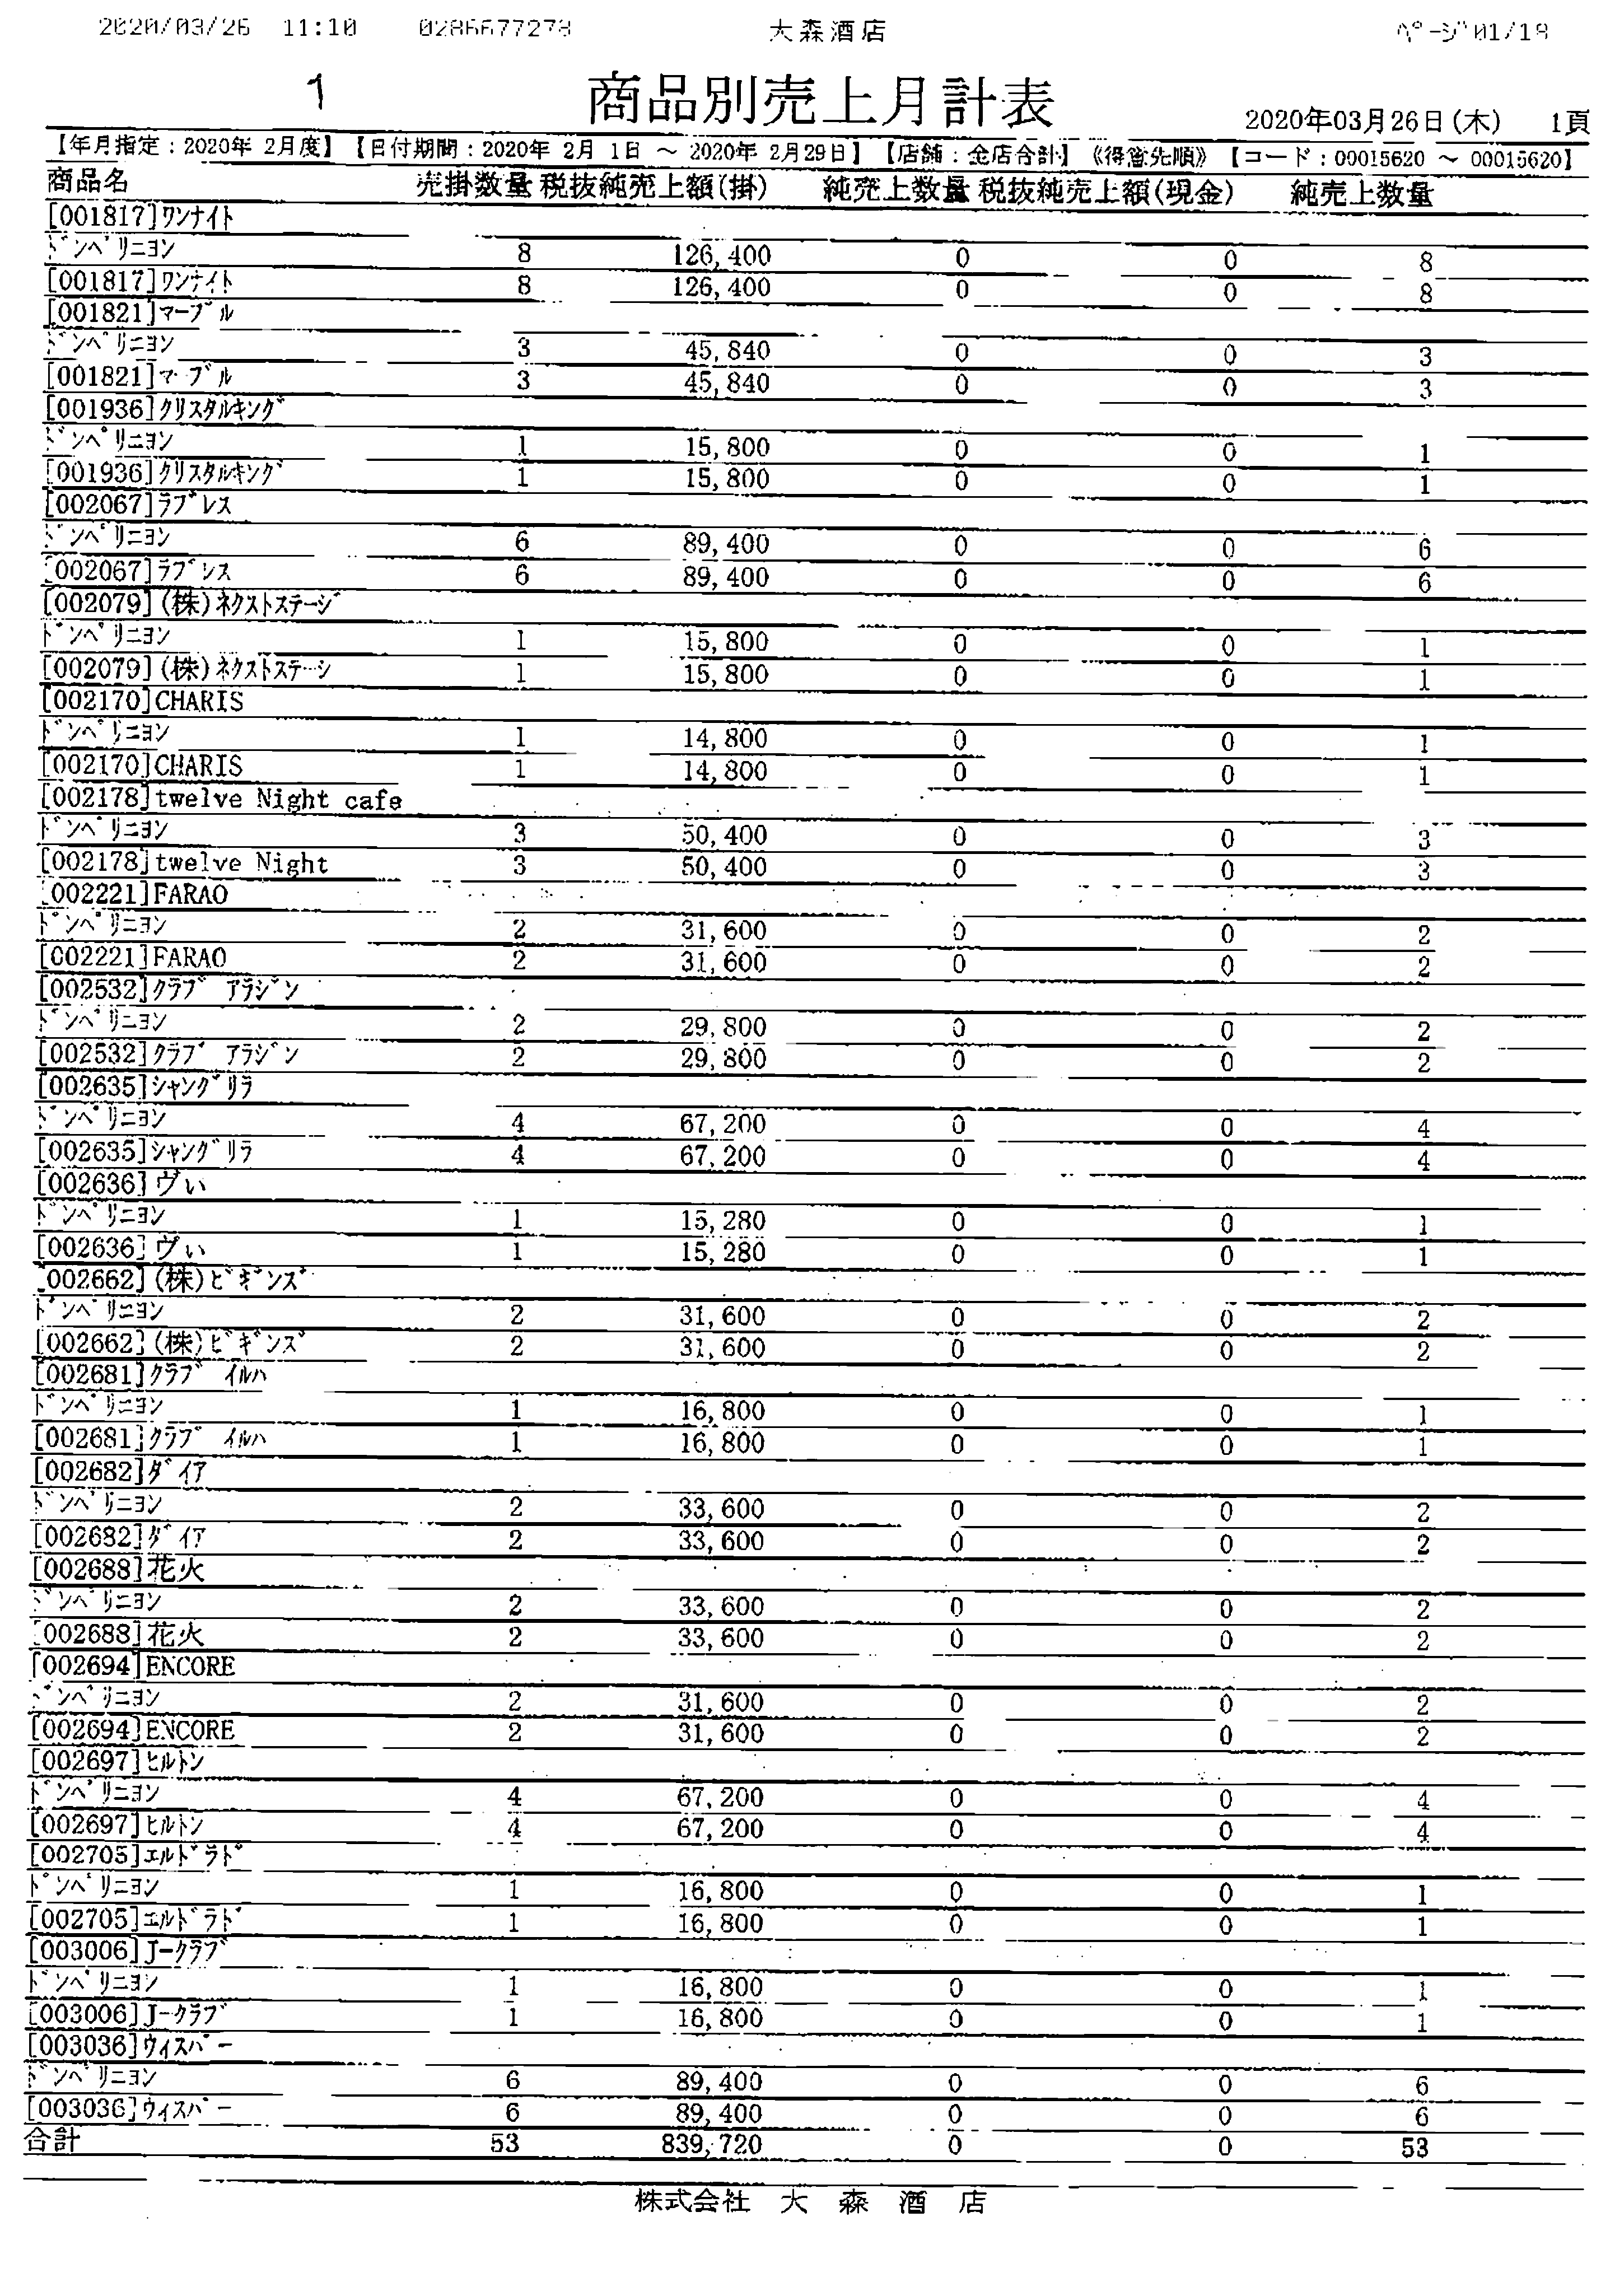 2020/03/26 11:10 0286677278 大森酒店 ﾍﾟｰｼﾞ01/18
1
商品別売上月計表
2020年03月26日(木) 1頁
【年月指定：2020年 2月度】【日付期間：2020年 2月 1日 ～ 2020年 2月29日】【店舗：全店合計】《得意先順》【コード：00015620 ～ 00015620】
商品名 売掛数量 税抜純売上額(掛) 純売上数量 税抜純売上額(現金) 純売上数量
[001817]ﾜﾝﾅｲﾄ
ﾄﾞﾝﾍﾟﾘﾆﾖﾝ 8 126,400 0 0 8
[001817]ﾜﾝﾅｲﾄ 8 126,400 0 0 8
[001821]ﾏｰﾌﾞﾙ
ﾄﾞﾝﾍﾟﾘﾆﾖﾝ 3 45,840 0 0 3
[001821]ﾏｰﾌﾞﾙ 3 45,840 0 0 3
[001936]ｸﾘｽﾀﾙｷﾝｸﾞ
ﾄﾞﾝﾍﾟﾘﾆﾖﾝ 1 15,800 0 0 1
[001936]ｸﾘｽﾀﾙｷﾝｸﾞ 1 15,800 0 0 1
[002067]ﾗﾌﾞﾚｽ
ﾄﾞﾝﾍﾟﾘﾆﾖﾝ 6 89,400 0 0 6
[002067]ﾗﾌﾞﾚｽ 6 89,400 0 0 6
[002079](株)ﾈｸｽﾄｽﾃｰｼﾞ
ﾄﾞﾝﾍﾟﾘﾆﾖﾝ 1 15,800 0 0 1
[002079](株)ﾈｸｽﾄｽﾃｰｼ 1 15,800 0 0 1
[002170]CHARIS
ﾄﾞﾝﾍﾟﾘﾆﾖﾝ 1 14,800 0 0 1
[002170]CHARIS 1 14,800 0 0 1
[002178]twelve Night cafe
ﾄﾞﾝﾍﾟﾘﾆﾖﾝ 3 50,400 0 0 3
[002178]twelve Night 3 50,400 0 0 3
[002221]FARAO
ﾄﾞﾝﾍﾟﾘﾆﾖﾝ 2 31,600 0 0 2
[002221]FARAO 2 31,600 0 0 2
[002532]ｸﾗﾌﾞ ｱﾗｼﾞﾝ
ﾄﾞﾝﾍﾟﾘﾆﾖﾝ 2 29,800 0 0 2
[002532]ｸﾗﾌﾞ ｱﾗｼﾞﾝ 2 29,800 0 0 2
[002635]ｼｬﾝｸﾞﾘﾗ
ﾄﾞﾝﾍﾟﾘﾆﾖﾝ 4 67,200 0 0 4
[002635]ｼｬﾝｸﾞﾘﾗ 4 67,200 0 0 4
[002636]ヴぃ
ﾄﾞﾝﾍﾟﾘﾆﾖﾝ 1 15,280 0 0 1
[002636]ヴぃ 1 15,280 0 0 1
[002662](株)ﾋﾞｷﾞﾝｽﾞ
ﾄﾞﾝﾍﾟﾘﾆﾖﾝ 2 31,600 0 0 2
[002662](株)ﾋﾞｷﾞﾝｽﾞ 2 31,600 0 0 2
[002681]ｸﾗﾌﾞ ｲﾙﾊ
ﾄﾞﾝﾍﾟﾘﾆﾖﾝ 1 16,800 0 0 1
[002681]ｸﾗﾌﾞ ｲﾙﾊ 1 16,800 0 0 1
[002682]ﾀﾞｲｱ
ﾄﾞﾝﾍﾟﾘﾆﾖﾝ 2 33,600 0 0 2
[002682]ﾀﾞｲｱ 2 33,600 0 0 2
[002688]花火
ﾄﾞﾝﾍﾟﾘﾆﾖﾝ 2 33,600 0 0 2
[002688]花火 2 33,600 0 0 2
[002694]ENCORE
ﾄﾞﾝﾍﾟﾘﾆﾖﾝ 2 31,600 0 0 2
[002694]ENCORE 2 31,600 0 0 2
[002697]ﾋﾙﾄﾝ
ﾄﾞﾝﾍﾟﾘﾆﾖﾝ 4 67,200 0 0 4
[002697]ﾋﾙﾄﾝ 4 67,200 0 0 4
[002705]ｴﾙﾄﾞﾗﾄﾞ
ﾄﾞﾝﾍﾟﾘﾆﾖﾝ 1 16,800 0 0 1
[002705]ｴﾙﾄﾞﾗﾄﾞ 1 16,800 0 0 1
[003006]J-ｸﾗﾌﾞ
ﾄﾞﾝﾍﾟﾘﾆﾖﾝ 1 16,800 0 0 1
[003006]J-ｸﾗﾌﾞ 1 16,800 0 0 1
[003036]ｳｨｽﾊﾟｰ
ﾄﾞﾝﾍﾟﾘﾆﾖﾝ 6 89,400 0 0 6
[003036]ｳｨｽﾊﾟｰ 6 89,400 0 0 6
合計 53 839,720 0 0 53
株式会社 大 森 酒 店